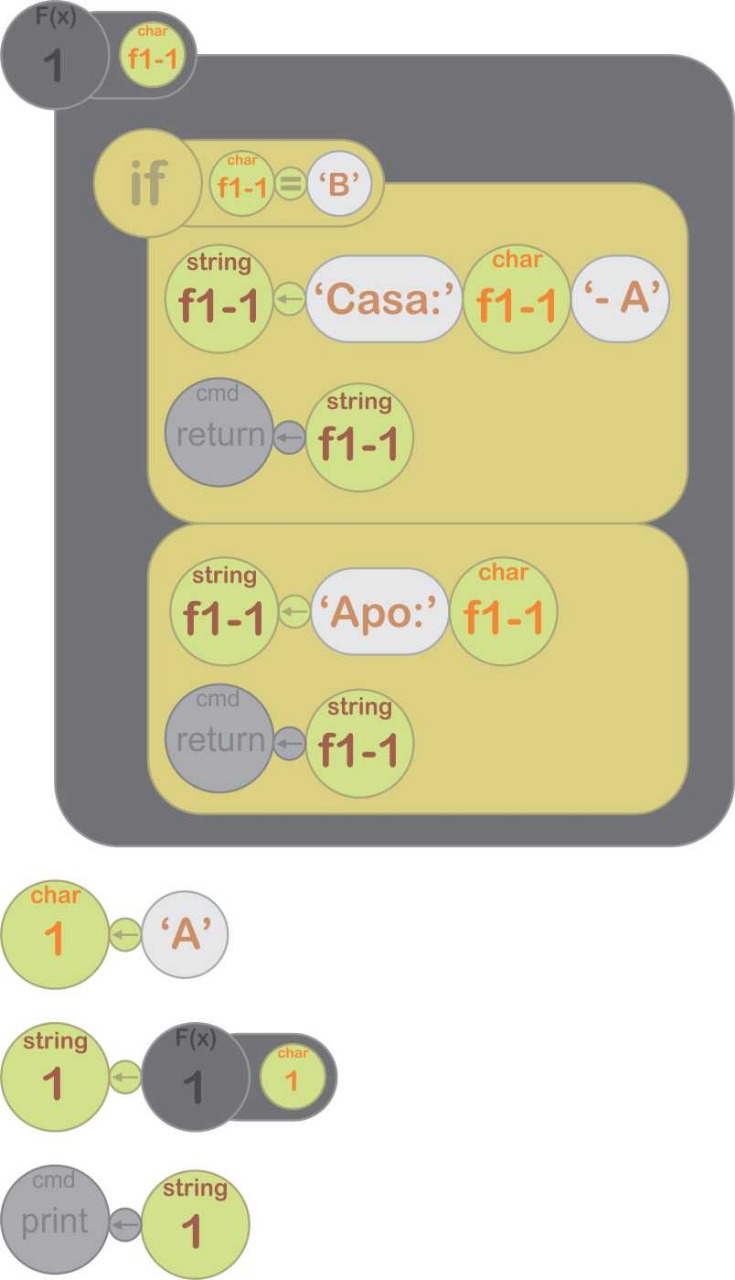 F(x)
1
char
f1-1
if
char
f1-1 = ‘B’
string
f1-1 ← ‘Casa:’
char
f1-1
‘- A’
cmd
return ←
string
f1-1
string
f1-1 ← ‘Apo:’
char
f1-1
cmd
return ←
string
f1-1
char
1 ← ‘A’
string
1 ←
F(x)
1
char
1
cmd
print ←
string
1